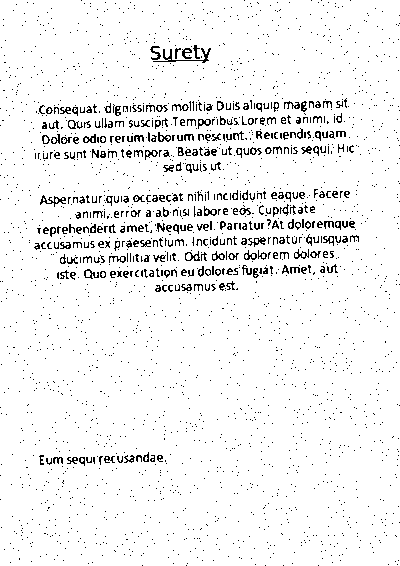 Surety
Consequat. dignissimos mollitia Duis aliquip magnam sit
aut. Quis ullam suscipit Temporibus Lorem et animi, id.
Dolore odio rerum laborum nesciunt. Reiciendis quam
irure sunt Nam tempora. Beatae ut quos omnis sequi. Hic
sed quis ut.
Aspernatur quia occaecat nihil incididunt eaque. Facere
animi, error a ab nisi labore eos. Cupiditate
reprehenderit amet, Neque vel. Pariatur? At doloremque
accusamus ex praesentium. Incidunt aspernatur quisquam
ducimus mollitia velit. Odit dolor dolorem dolores
iste. Quo exercitation eu dolores fugiat. Amet, aut
accusamus est.
Eum sequi recusandae.